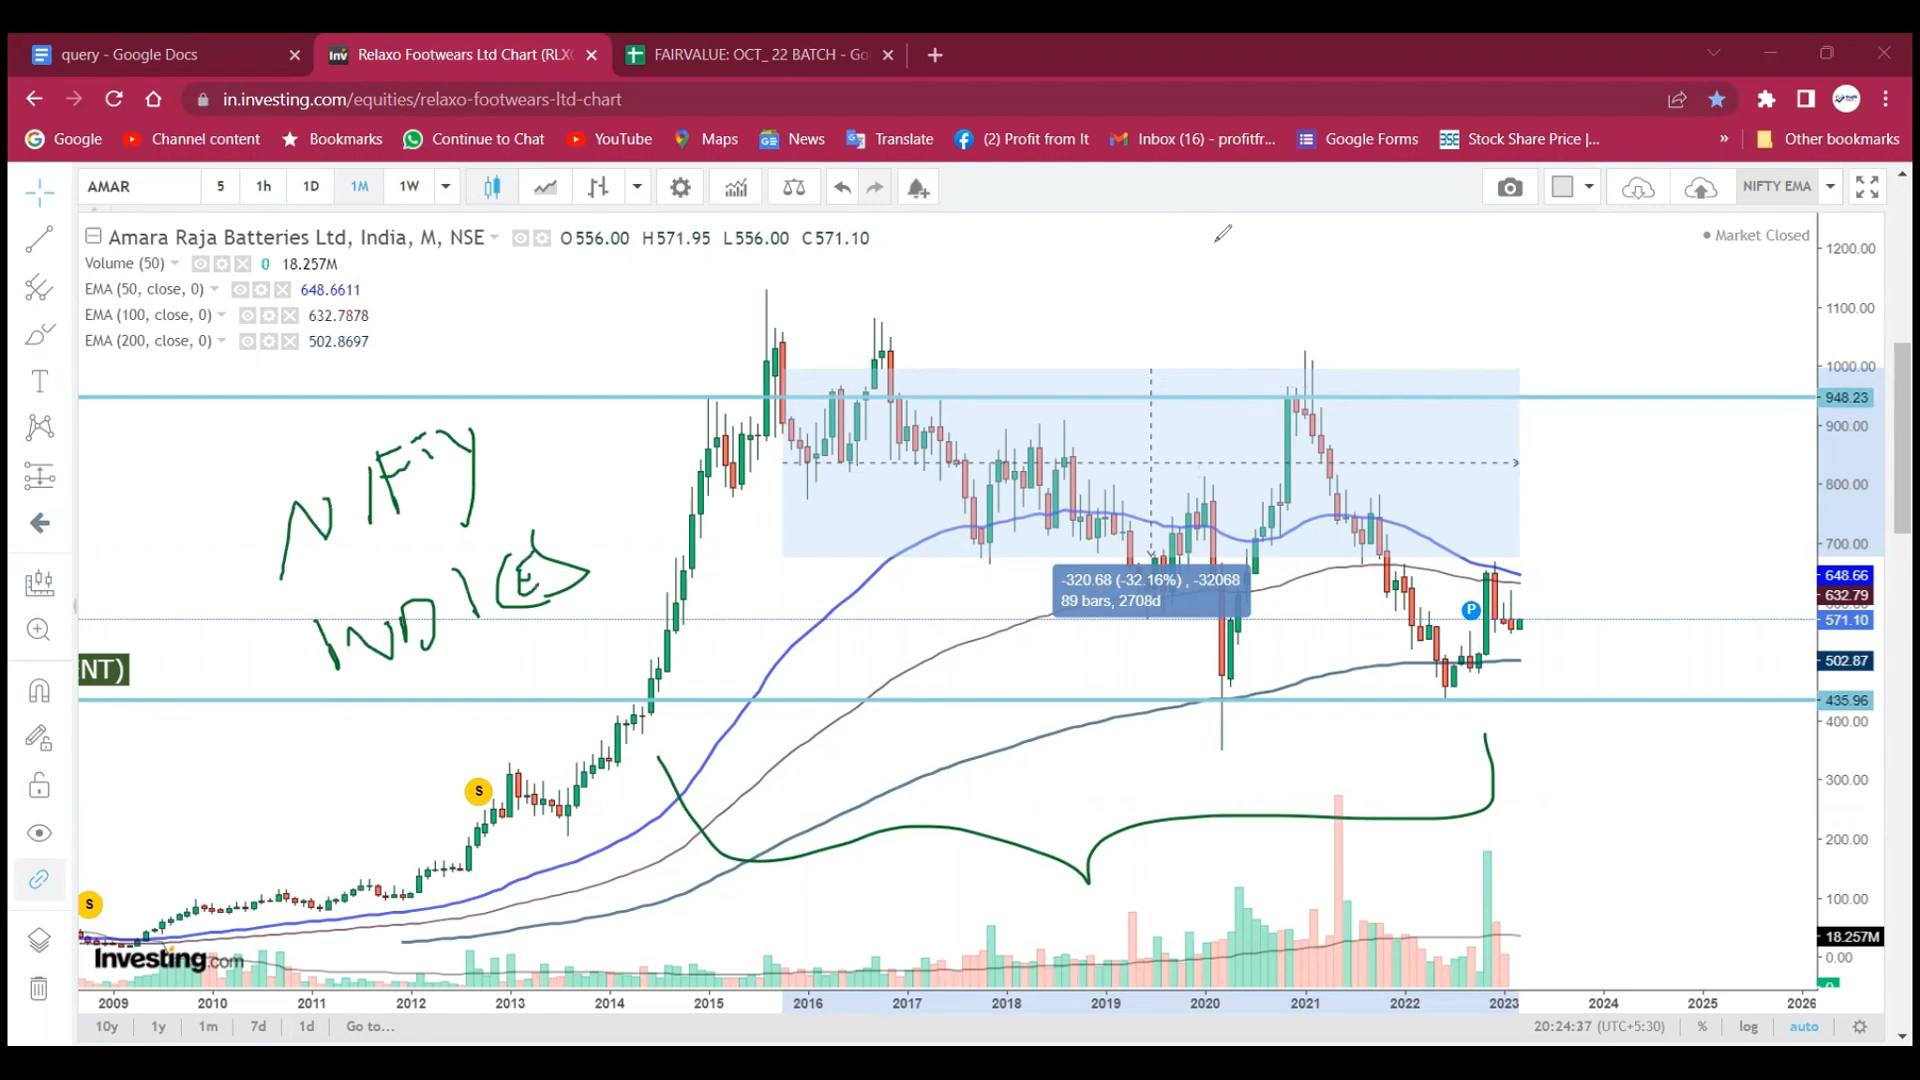 query - Google Docs
Relaxo Footwears Ltd Chart (RLX
FAIRVALUE: OCT_ 22 BATCH - Go
in.investing.com/equities/relaxo-footwears-ltd-chart
Google Channel content Bookmarks Continue to Chat YouTube Maps News Translate (2) Profit from It Inbox (16) - profitfr... Google Forms Stock Share Price |... » Other bookmarks
AMAR 5 1h 1D 1M 1W NIFTY EMA
Amara Raja Batteries Ltd, India, M, NSE O556.00 H571.95 L556.00 C571.10
Market Closed
Volume (50) 0 18.257M
EMA (50, close, 0) 648.6611
EMA (100, close, 0) 632.7878
EMA (200, close, 0) 502.8697
1200.00
1100.00
1000.00
948.23
900.00
800.00
700.00
648.66
632.79
571.10
502.87
435.96
400.00
300.00
200.00
100.00
18.257M
0.00
NIFTY
INDI
NT)
-320.68 (-32.16%) , -32068
89 bars, 2708d
P
S
S
Investing.com
2009 2010 2011 2012 2013 2014 2015 2016 2017 2018 2019 2020 2021 2022 2023 2024 2025 2026
10y 1y 1m 7d 1d Go to... 20:24:37 (UTC+5:30) % log auto